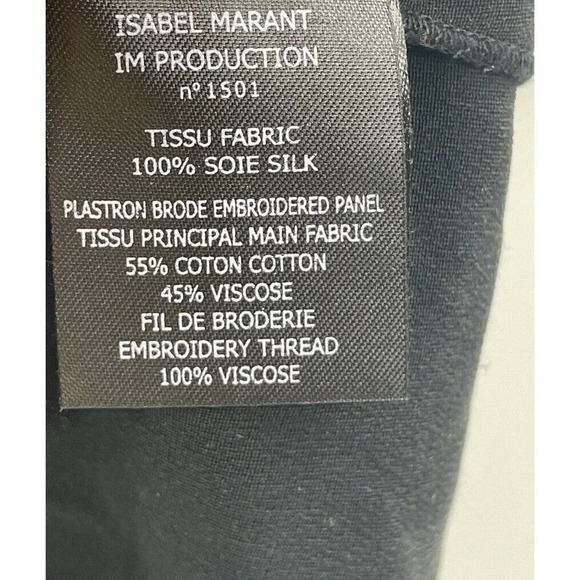 ISABEL MARANT
IM PRODUCTION
n° 1501
TISSU FABRIC
100% SOIE SILK
PLASTRON BRODE EMBROIDERED PANEL
TISSU PRINCIPAL MAIN FABRIC
55% COTON COTTON
45% VISCOSE
FIL DE BRODERIE
EMBROIDERY THREAD
100% VISCOSE